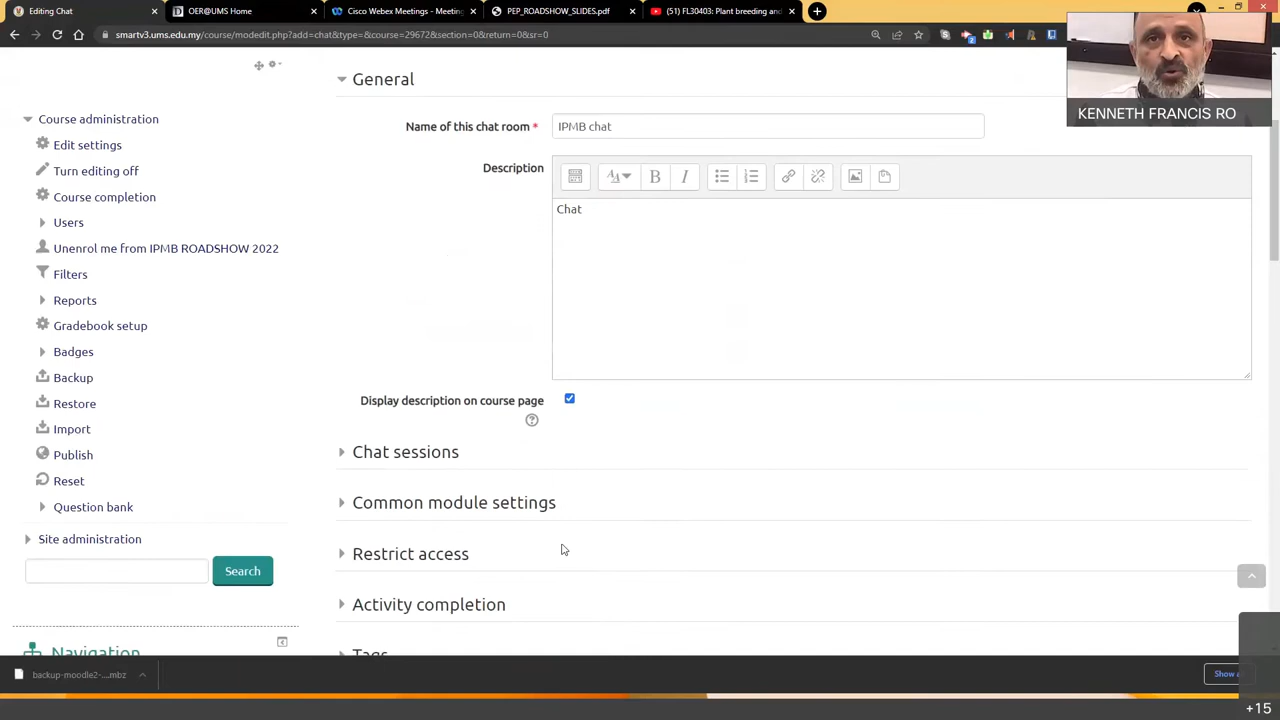 Editing Chat
OER@UMS Home
Cisco Webex Meetings - Meeting
PEP_ROADSHOW_SLIDES.pdf
(51) FL30403: Plant breeding and
smartv3.ums.edu.my/course/modedit.php?add=chat&type=&course=29672&section=0&return=0&sr=0
KENNETH FRANCIS RO
Course administration
Edit settings
Turn editing off
Course completion
Users
Unenrol me from IPMB ROADSHOW 2022
Filters
Reports
Gradebook setup
Badges
Backup
Restore
Import
Publish
Reset
Question bank
Site administration
Search
Navigation
General
Name of this chat room *
IPMB chat
Description
Chat
Display description on course page
Chat sessions
Common module settings
Restrict access
Activity completion
Tags
backup-moodle2-....mbz
Show
+15